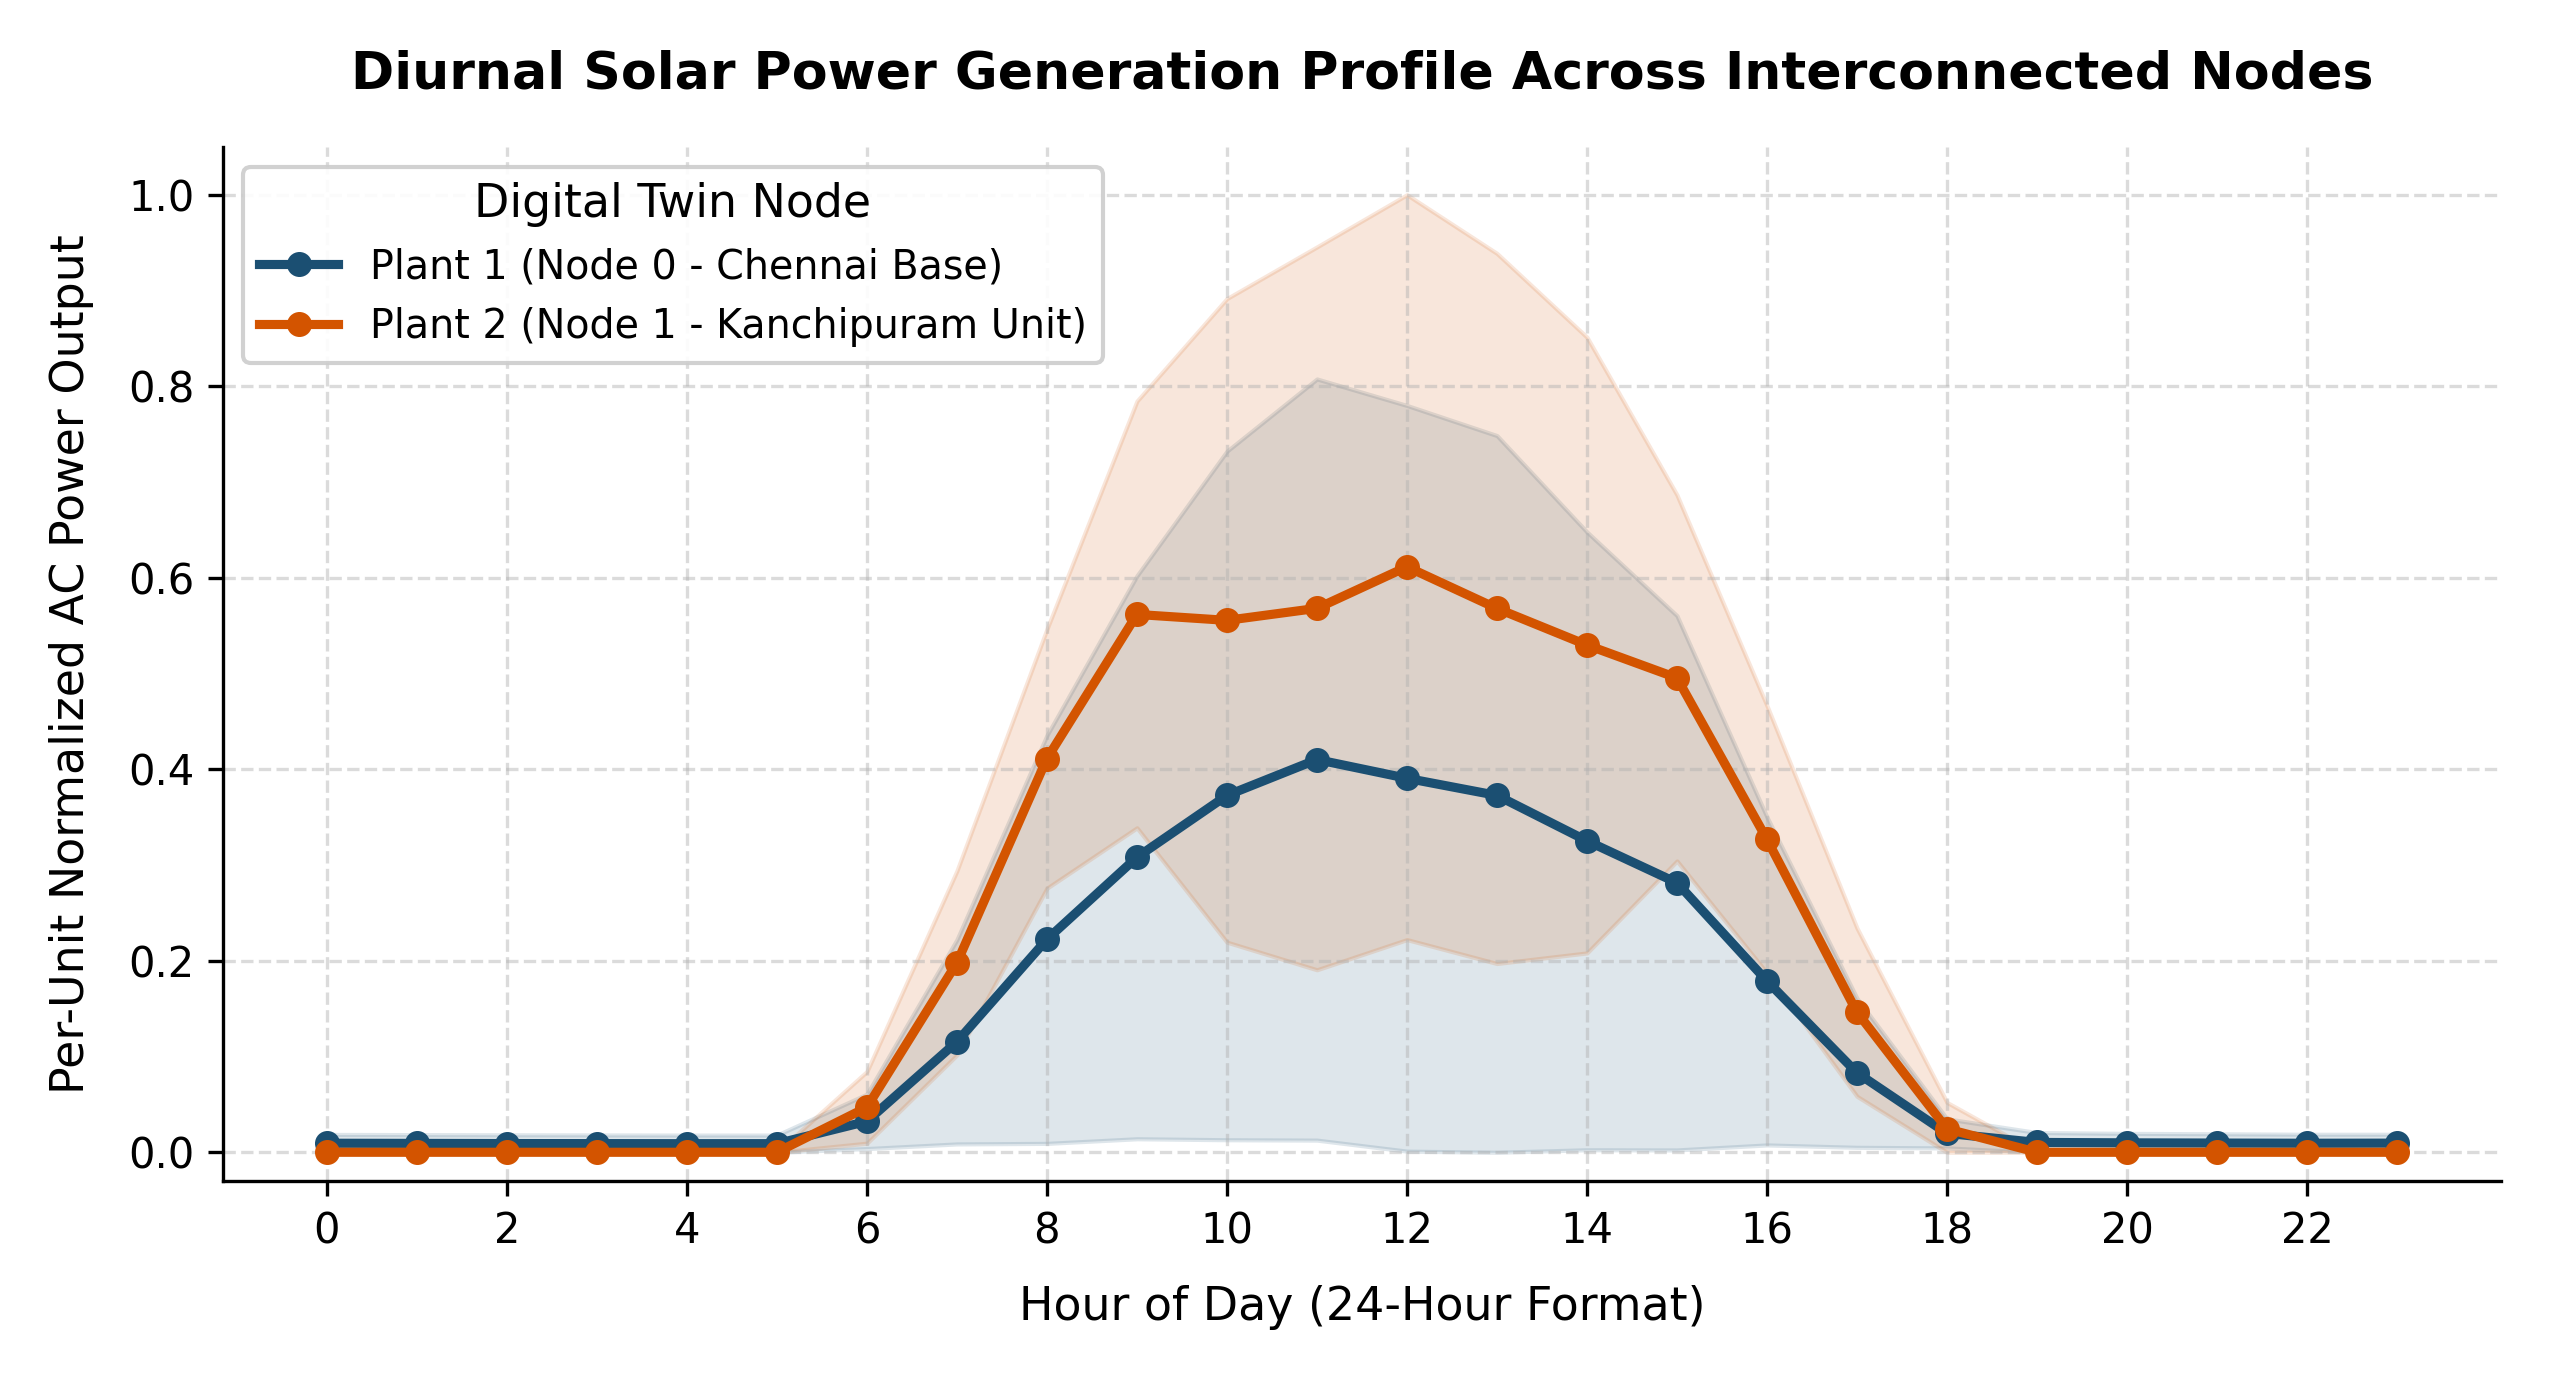 Diurnal Solar Power Generation Profile Across Interconnected Nodes
Per-Unit Normalized AC Power Output
1.0
0.8
0.6
0.4
0.2
0.0
Digital Twin Node
Plant 1 (Node 0 - Chennai Base)
Plant 2 (Node 1 - Kanchipuram Unit)
0 2 4 6 8 10 12 14 16 18 20 22
Hour of Day (24-Hour Format)